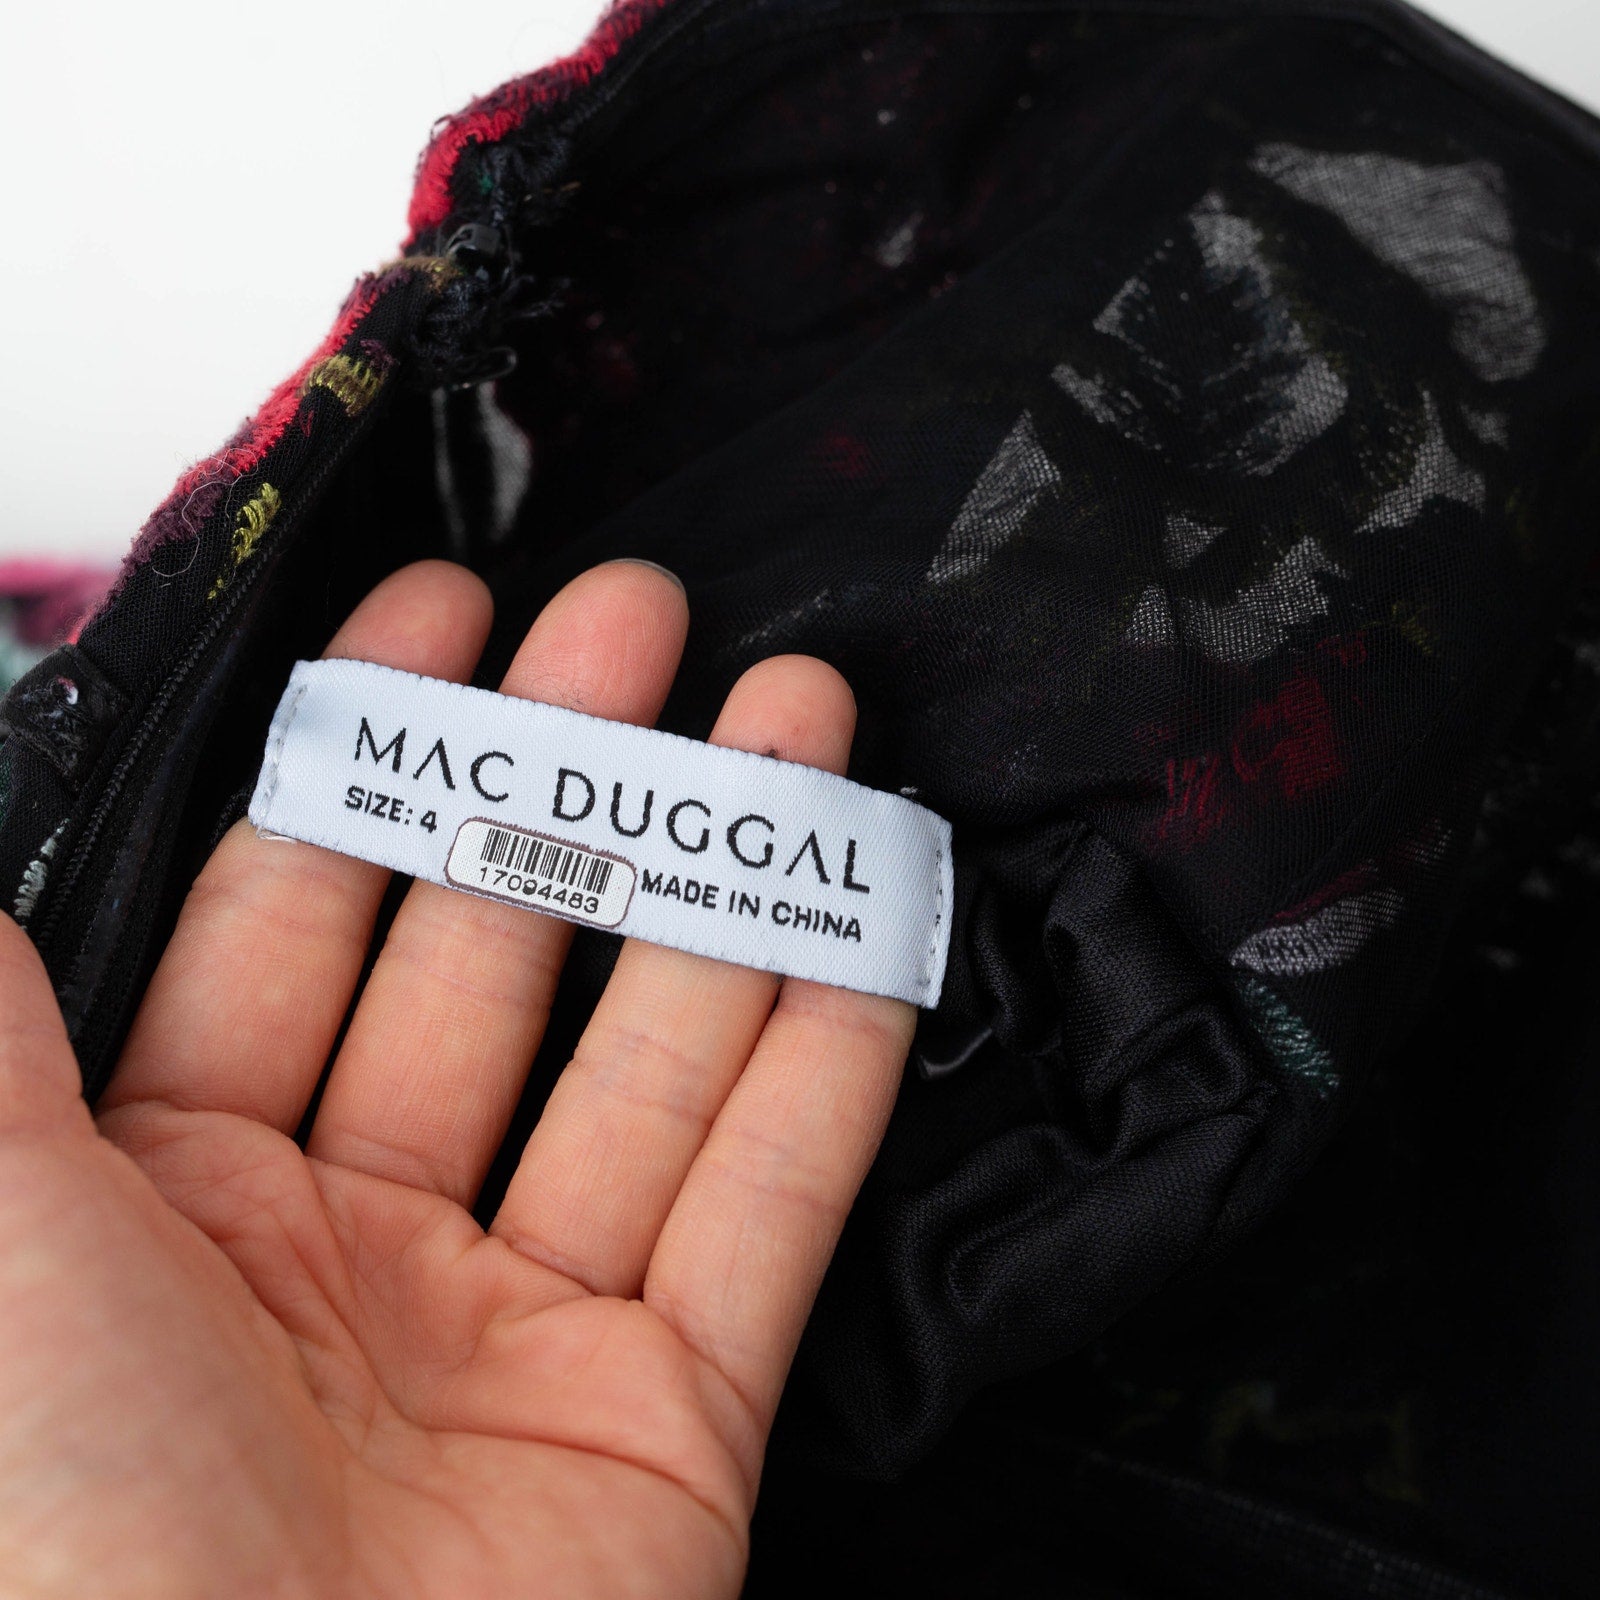 MAC DUGGAL
SIZE: 4
17094483
MADE IN CHINA